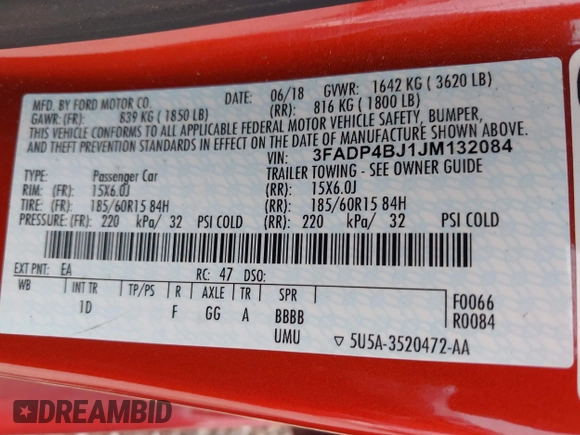 MFD. BY FORD MOTOR CO. DATE: 06/18 GVWR: 1642 KG ( 3620 LB)
GAWR: (FR): 839 KG ( 1850 LB) (RR): 816 KG ( 1800 LB)
THIS VEHICLE CONFORMS TO ALL APPLICABLE FEDERAL MOTOR VEHICLE SAFETY, BUMPER,
AND THEFT PREVENTION STANDARDS IN EFFECT ON THE DATE OF MANUFACTURE SHOWN ABOVE.
VIN: 3FADP4BJ1JM132084
TYPE: Passenger Car TRAILER TOWING - SEE OWNER GUIDE
RIM: (FR): 15X6.0J (RR): 15X6.0J
TIRE: (FR): 185/60R15 84H (RR): 185/60R15 84H
PRESSURE: (FR): 220 kPa/ 32 PSI COLD (RR): 220 kPa/ 32 PSI COLD
EXT PNT: EA RC: 47 DSO:
WB INT TR TP/PS R AXLE TR SPR F0066
1D F GG A BBBB R0084
UMU ▽ 5U5A-3520472-AA
DREAMBID